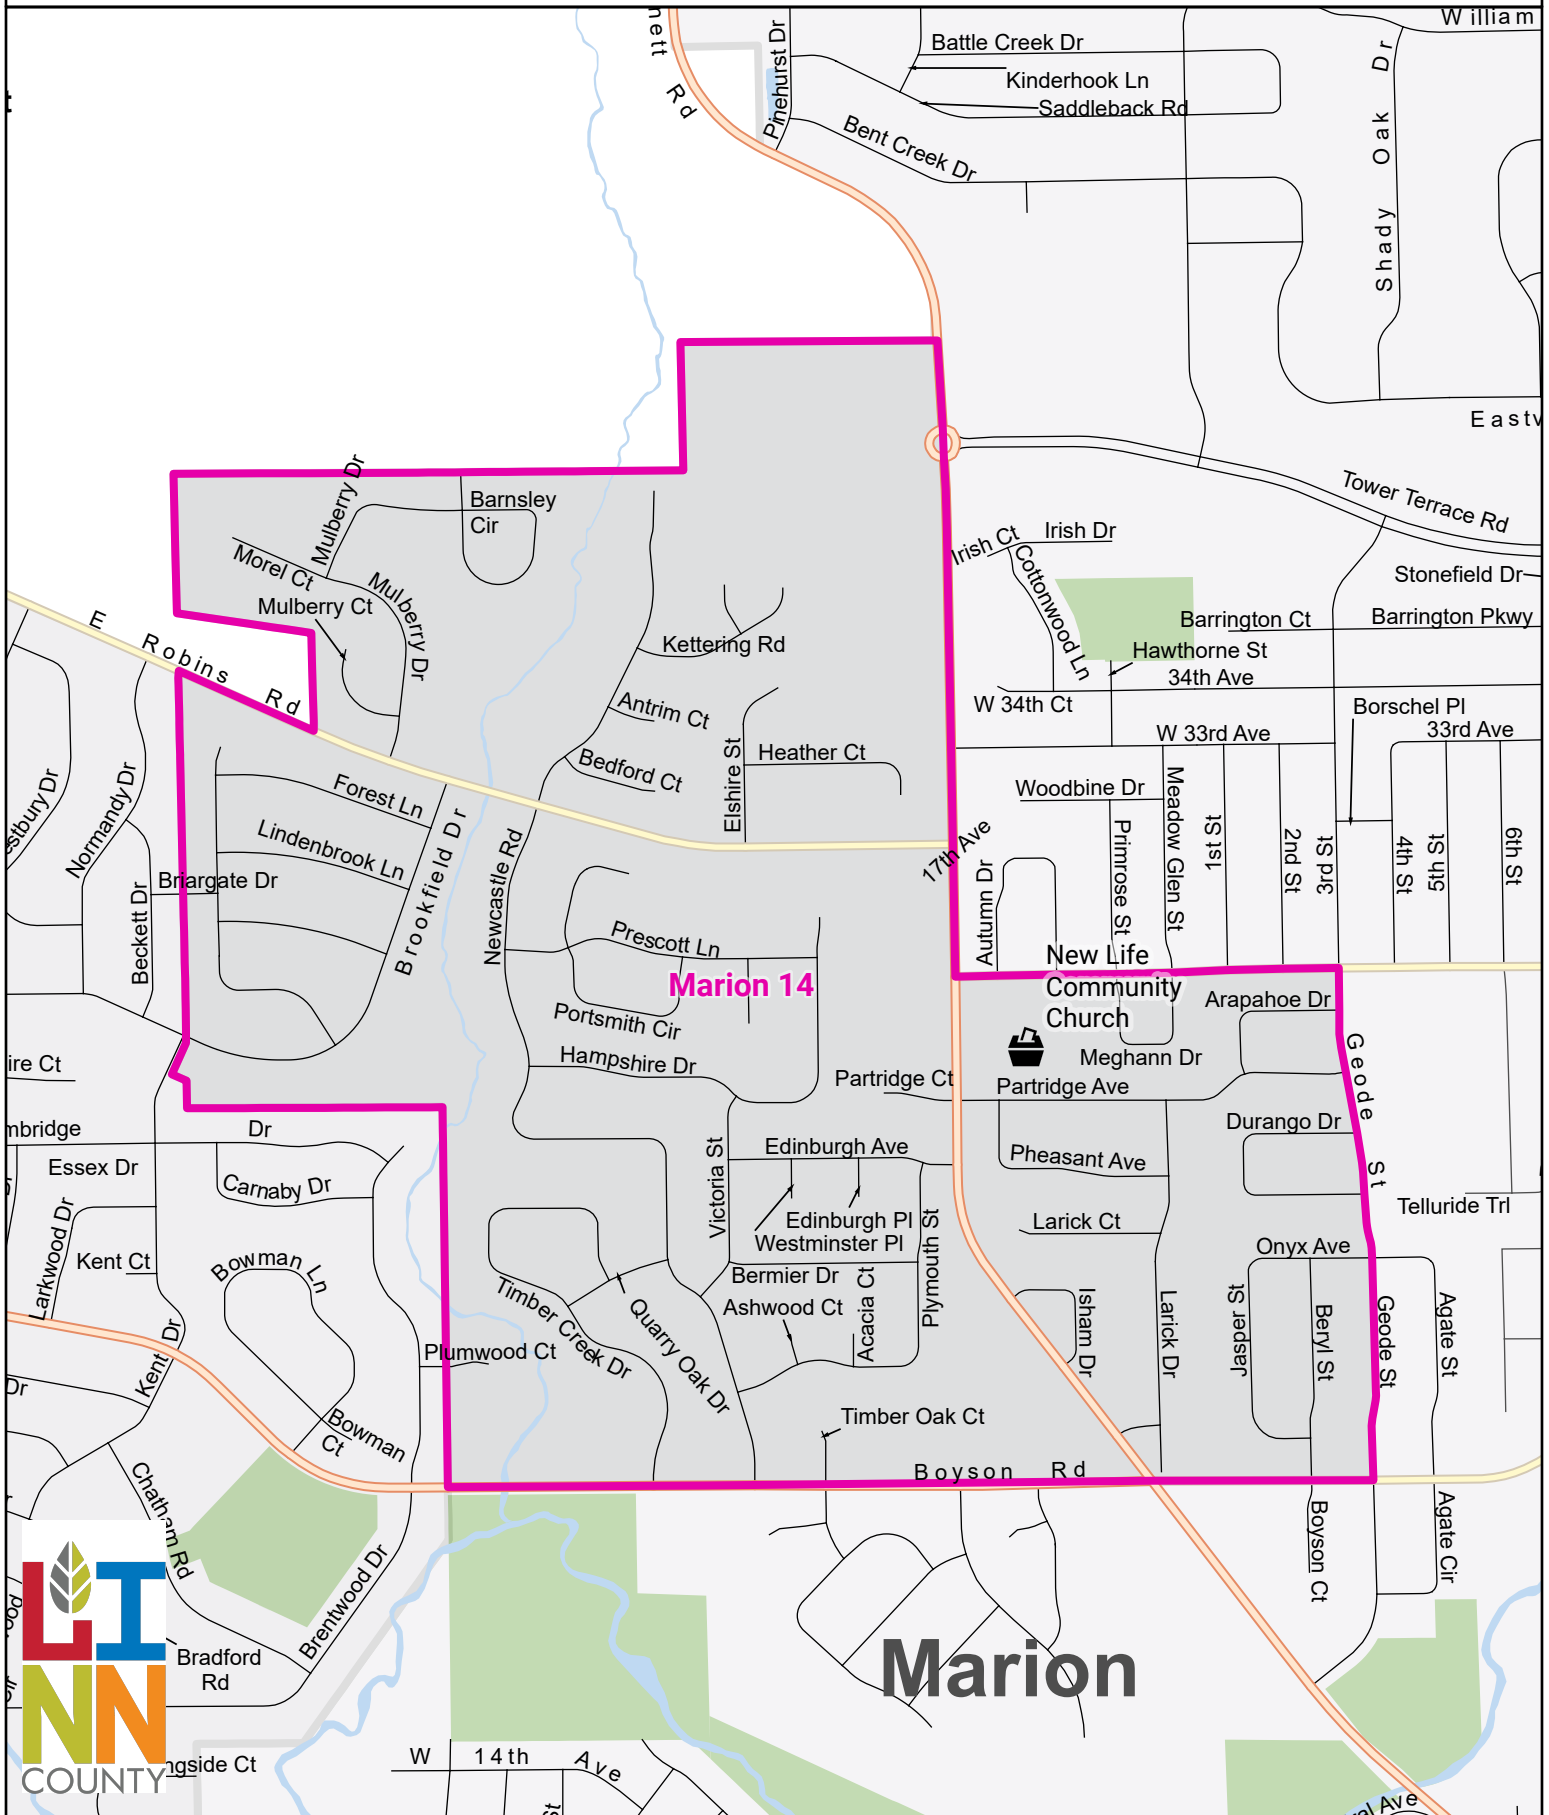 William
nett
Rd
Pinehurst Dr
Battle Creek Dr
Kinderhook Ln
Saddleback Rd
Bent Creek Dr
Shady Oak Dr
Tower Terrace Rd
Mulberry Dr
Barnsley
Cir
Morel Ct
Mulberry Dr
Mulberry Ct
Irish Ct
Irish Dr
Cottonwood Ln
Stonefield Dr
Barrington Ct
Barrington Pkwy
Hawthorne St
34th Ave
W 34th Ct
Borschel Pl
W 33rd Ave
33rd Ave
E Robins Rd
Kettering Rd
Antrim Ct
Bedford Ct
Elshire St
Heather Ct
Woodbine Dr
Meadow Glen St
Primrose St
1st St
2nd St
3rd St
4th St
5th St
6th St
Normandy Dr
Forest Ln
Lindenbrook Ln
Brookfield Dr
Briargate Dr
Beckett Dr
Newcastle Rd
17th Ave
Autumn Dr
Prescott Ln
Marion 14
New Life
Community
Church
Arapahoe Dr
Portsmith Cir
Hampshire Dr
Meghann Dr
Partridge Ct
Partridge Ave
Geode St
ire Ct
mbridge Dr
Essex Dr
Carnaby Dr
Larkwood Dr
Kent Ct
Bowman Ln
Durango Dr
Edinburgh Ave
Pheasant Ave
Victoria St
Edinburgh Pl
Westminster Pl
Plymouth St
Larick Ct
Telluride Trl
Onyx Ave
Bermier Dr
Ashwood Ct
Acacia Ct
Timber Creek Dr
Quarry Oak Dr
Isham Dr
Larick Dr
Jasper St
Beryl St
Geode St
Agate St
Kent Dr
Plumwood Ct
Dr
Bowman
Ct
Timber Oak Ct
Boyson Rd
Chatham Rd
Boyson Ct
Agate Cir
Brentwood Dr
Bradford
Rd
Marion
LINN
COUNTY
ngside Ct
W 14th Ave